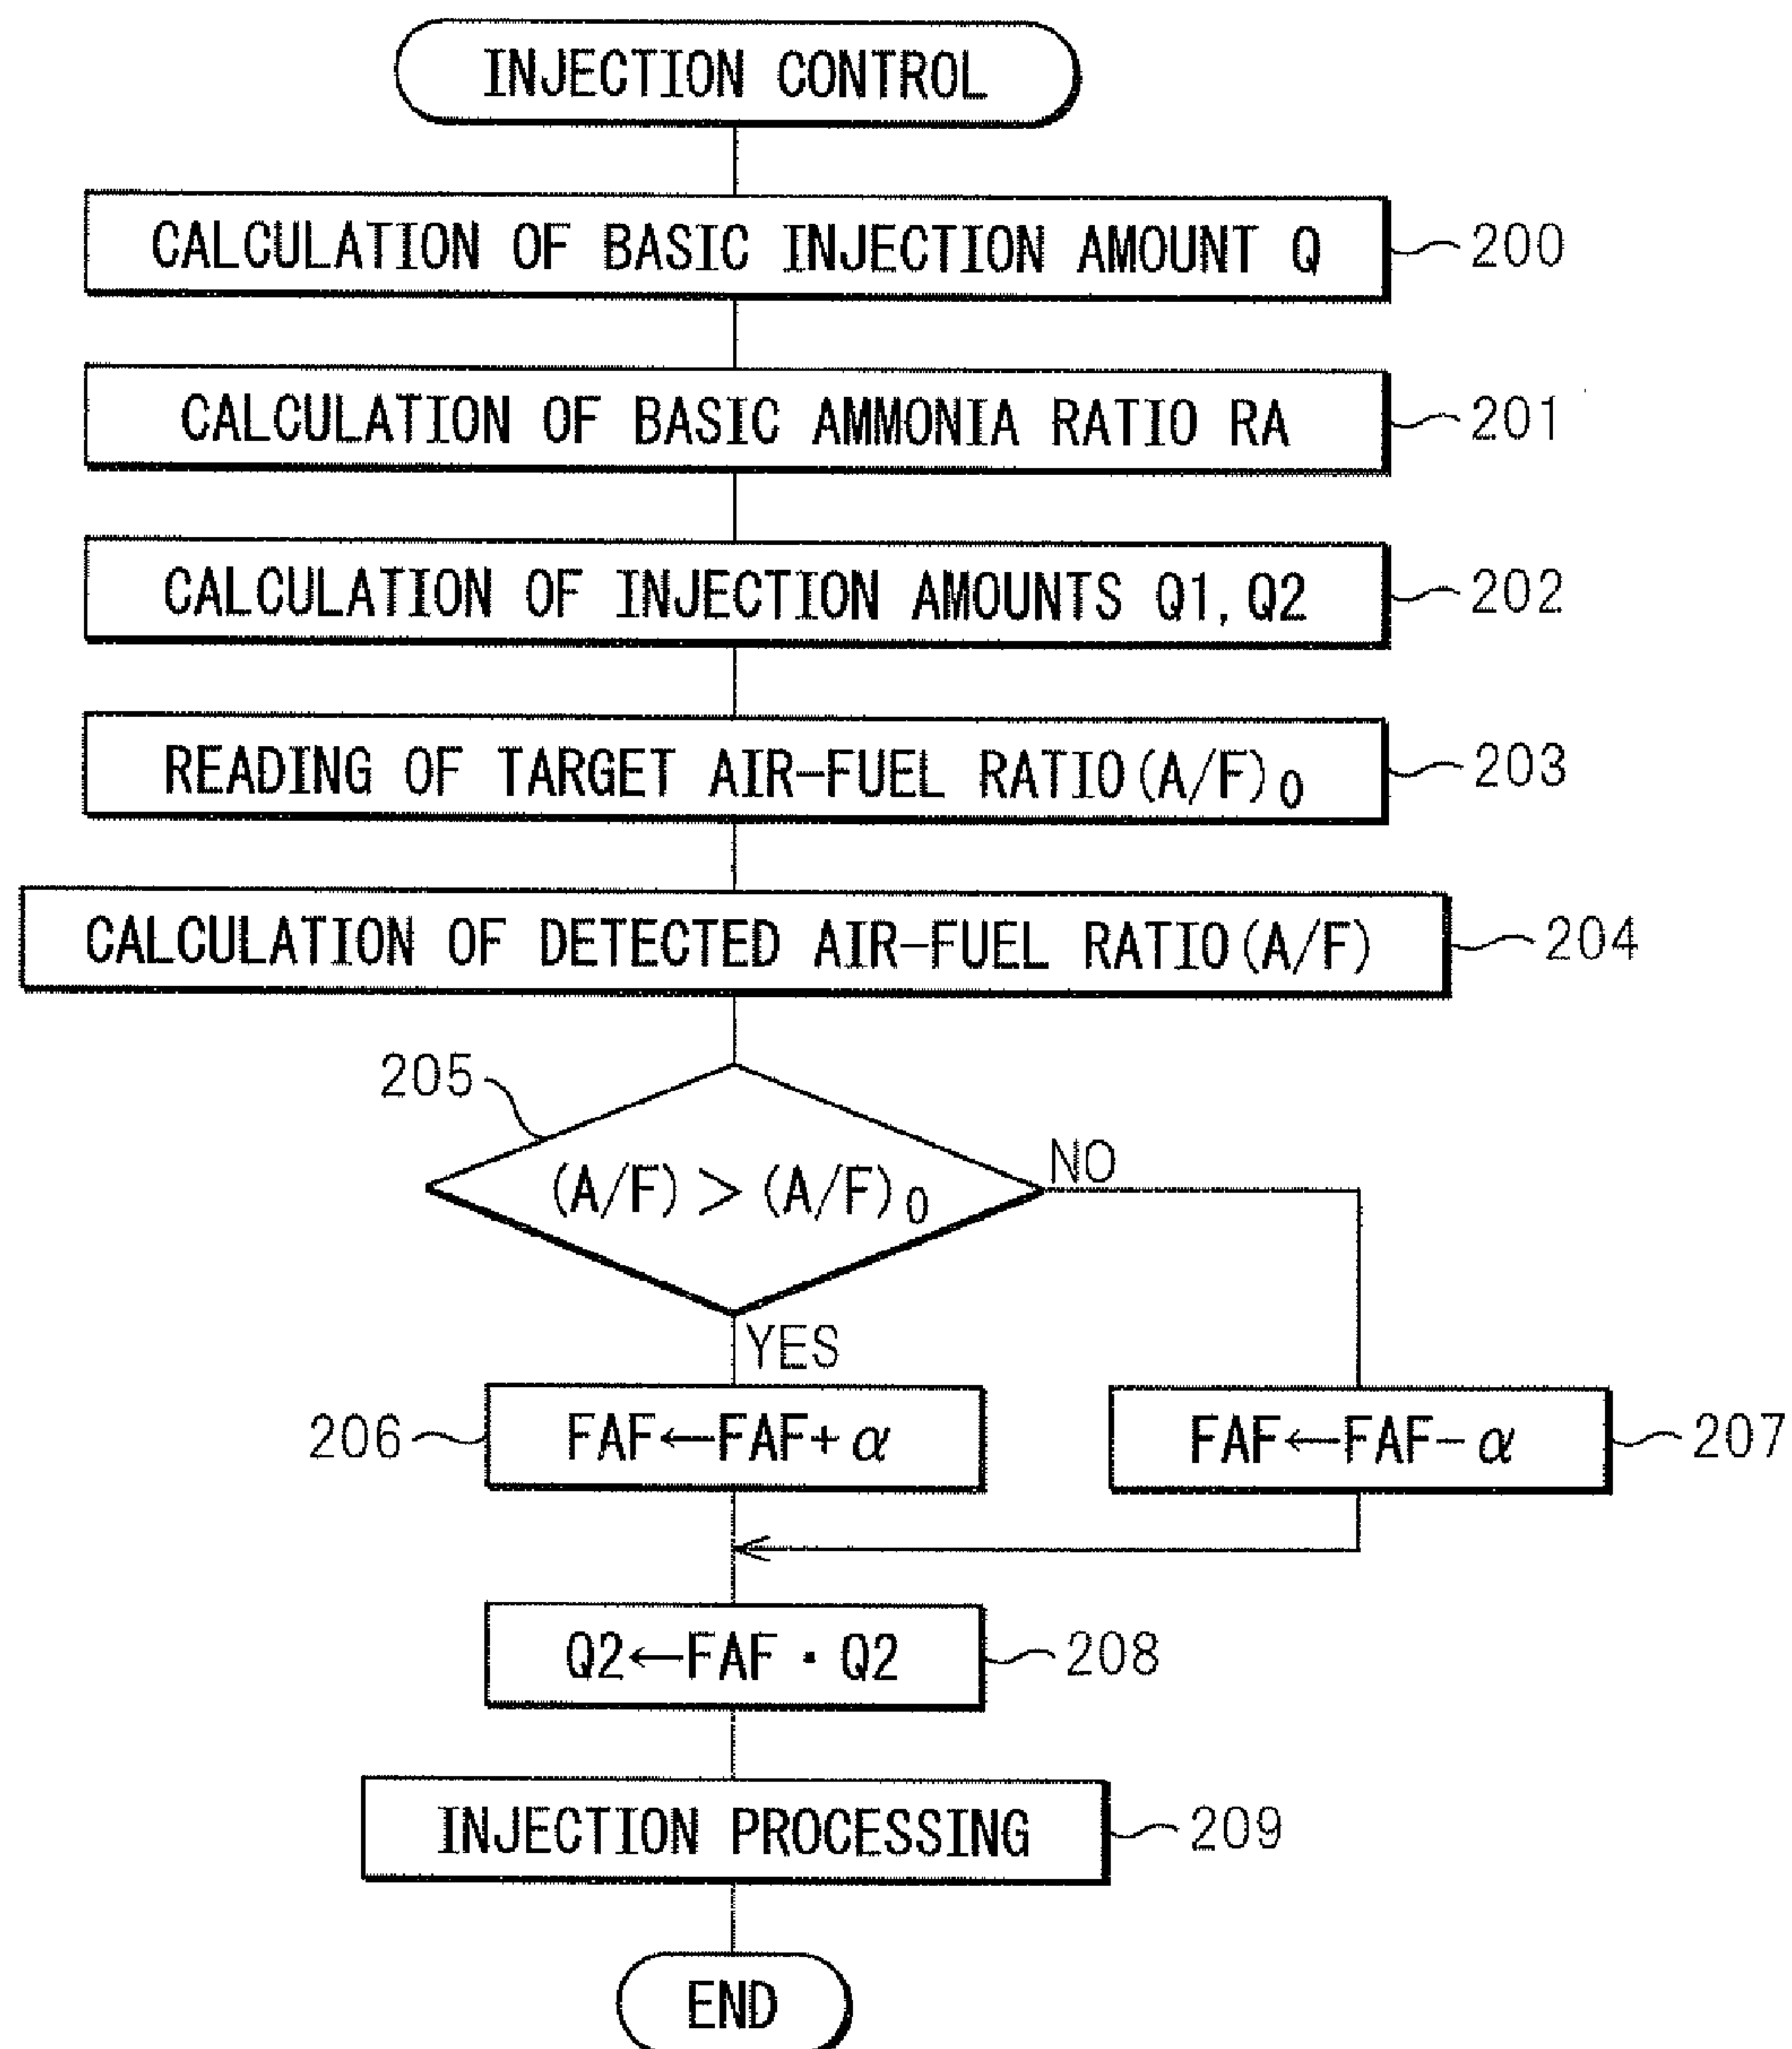 INJECTION CONTROL
CALCULATION OF BASIC INJECTION AMOUNT Q
200
CALCULATION OF BASIC AMMONIA RATIO RA
201
CALCULATION OF INJECTION AMOUNTS Q1, Q2
202
READING OF TARGET AIR-FUEL RATIO(A/F)₀
203
CALCULATION OF DETECTED AIR-FUEL RATIO(A/F)
204
205
(A/F) > (A/F)₀
NO
YES
206
FAF←FAF+α
FAF←FAF-α
207
Q2←FAF・Q2
208
INJECTION PROCESSING
209
END